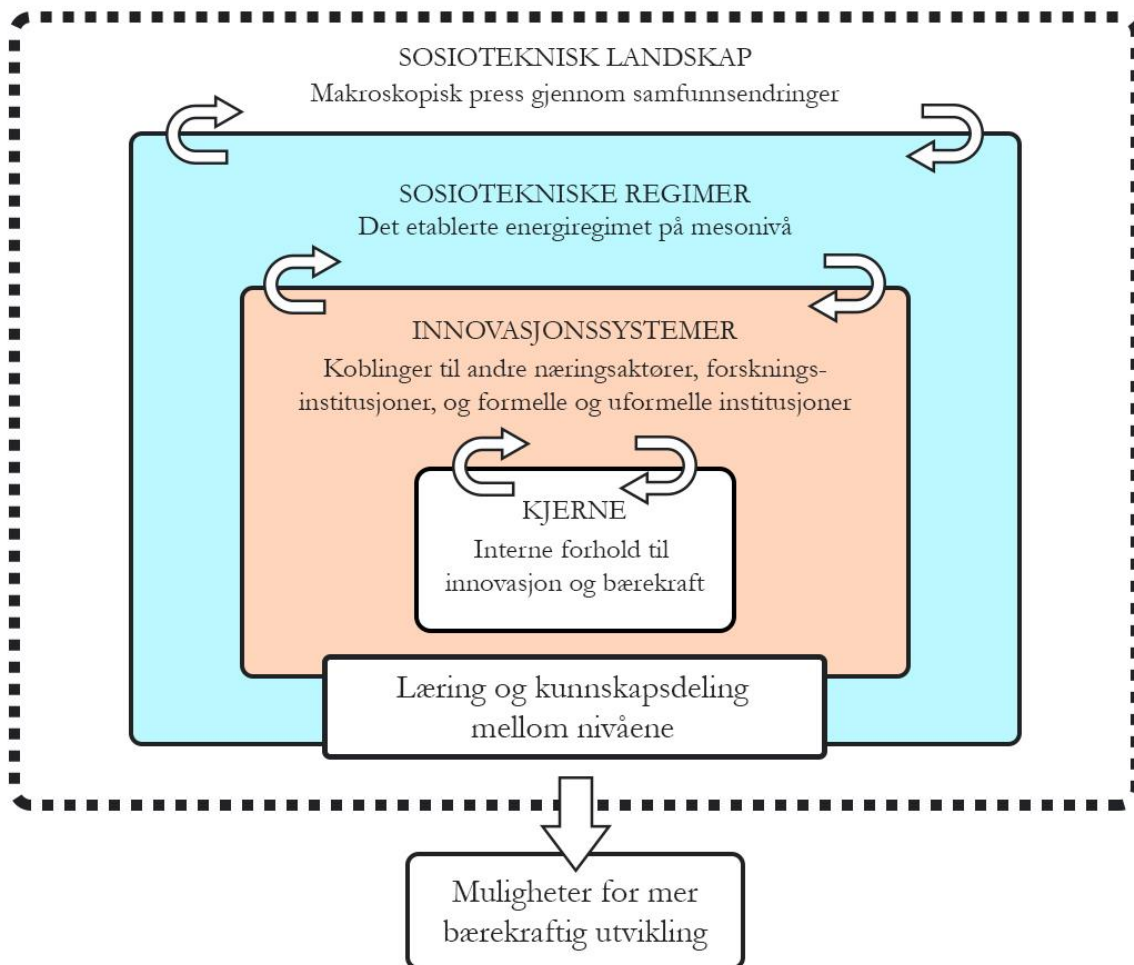 SOSIOTEKNISK LANDSKAP
Makroskopisk press gjennom samfunnsendringer
SOSIOTEKNISKE REGIMER
Det etablerte energiregimet på mesonivå
INNOVASJONSSYSTEMER
Koblinger til andre næringsaktører, forsknings-
institusjoner, og formelle og uformelle institusjoner
KJERNE
Interne forhold til
innovasjon og bærekraft
Læring og kunnskapsdeling
mellom nivåene
Muligheter for mer
bærekraftig utvikling